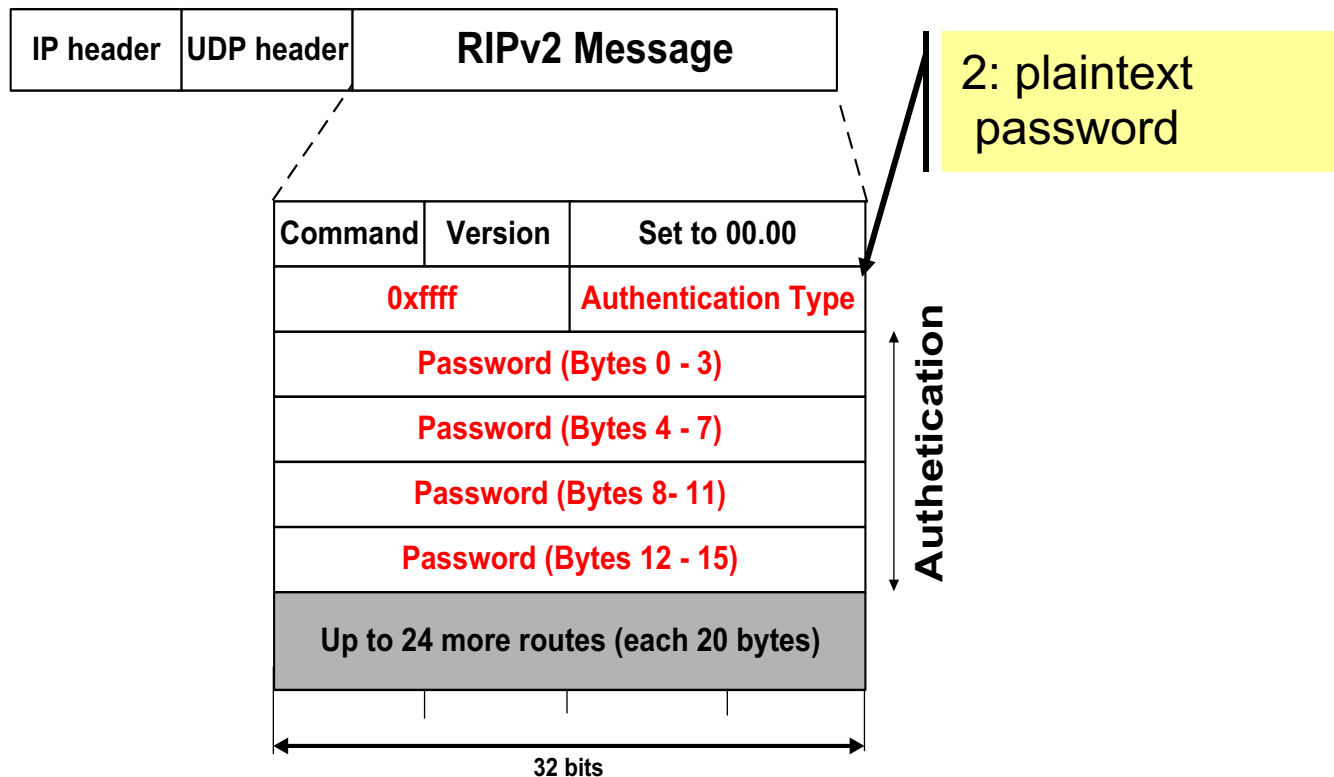 IP header UDP header RIPv2 Message
2: plaintext
password
Command Version Set to 00.00
0xffff Authentication Type
Password (Bytes 0 - 3)
Password (Bytes 4 - 7)
Password (Bytes 8- 11)
Password (Bytes 12 - 15)
Authetication
Up to 24 more routes (each 20 bytes)
32 bits